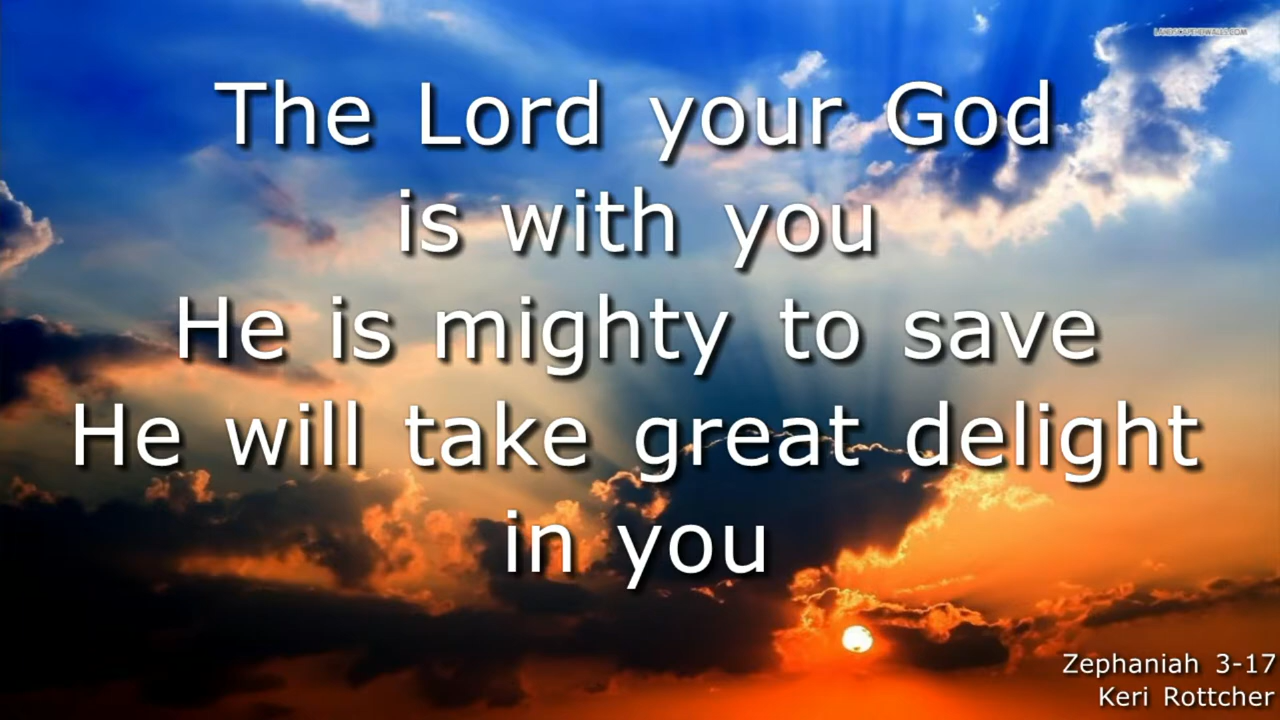 The Lord your God
is with you
He is mighty to save
He will take great delight
in you
Zephaniah 3-17
Keri Rottcher